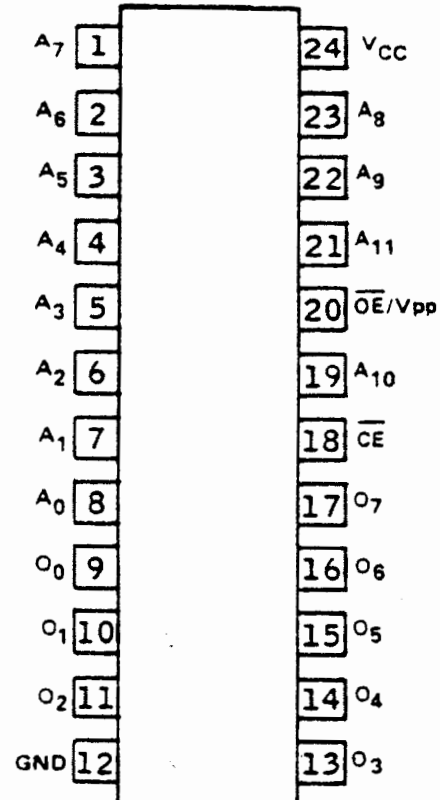 A7 1 24 VCC
A6 2 23 A8
A5 3 22 A9
A4 4 21 A11
A3 5 20 O̅E̅/Vpp
A2 6 19 A10
A1 7 18 C̅E̅
A0 8 17 O7
O0 9 16 O6
O1 10 15 O5
O2 11 14 O4
GND 12 13 O3